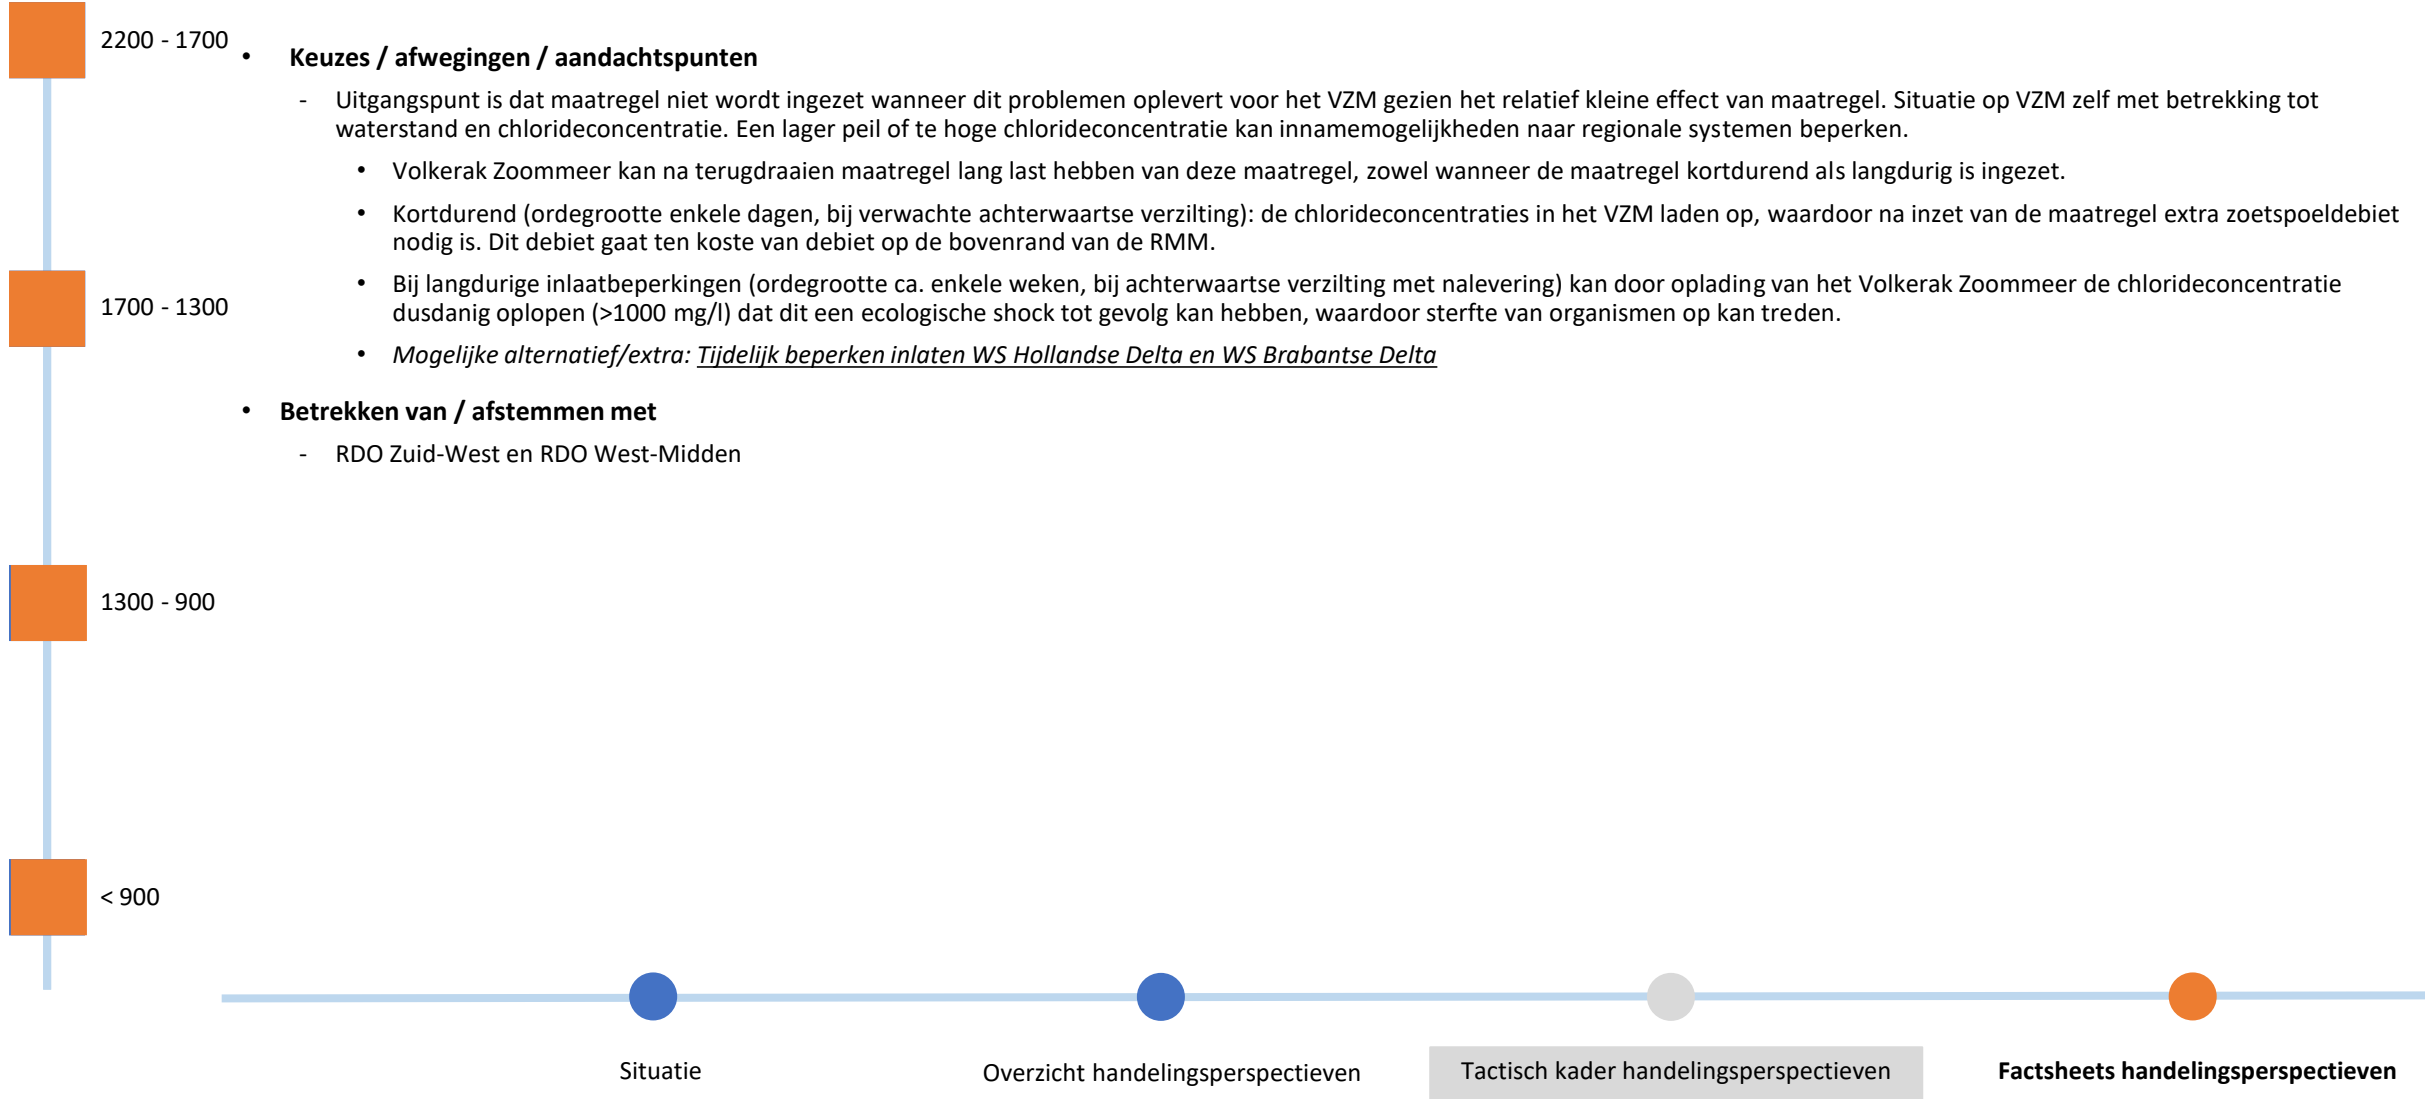 2200 - 1700
• Keuzes / afwegingen / aandachtspunten
- Uitgangspunt is dat maatregel niet wordt ingezet wanneer dit problemen oplevert voor het VZM gezien het relatief kleine effect van maatregel. Situatie op VZM zelf met betrekking tot
waterstand en chlorideconcentratie. Een lager peil of te hoge chlorideconcentratie kan innamemogelijkheden naar regionale systemen beperken.
• Volkerak Zoommeer kan na terugdraaien maatregel lang last hebben van deze maatregel, zowel wanneer de maatregel kortdurend als langdurig is ingezet.
• Kortdurend (ordegrootte enkele dagen, bij verwachte achterwaartse verzilting): de chlorideconcentraties in het VZM laden op, waardoor na inzet van de maatregel extra zoetspoeldebiet
nodig is. Dit debiet gaat ten koste van debiet op de bovenrand van de RMM.
• Bij langdurige inlaatbeperkingen (ordegrootte ca. enkele weken, bij achterwaartse verzilting met nalevering) kan door oplading van het Volkerak Zoommeer de chlorideconcentratie
dusdanig oplopen (>1000 mg/l) dat dit een ecologische shock tot gevolg kan hebben, waardoor sterfte van organismen op kan treden.
1700 - 1300
• Mogelijke alternatief/extra: Tijdelijk beperken inlaten WS Hollandse Delta en WS Brabantse Delta
• Betrekken van / afstemmen met
- RDO Zuid-West en RDO West-Midden
1300 - 900
< 900
Situatie
Overzicht handelingsperspectieven
Tactisch kader handelingsperspectieven
Factsheets handelingsperspectieven